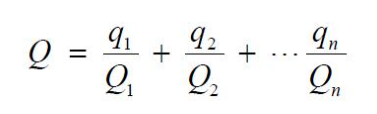 Q = q₁/Q₁ + q₂/Q₂ + ⋯ qₙ/Qₙ